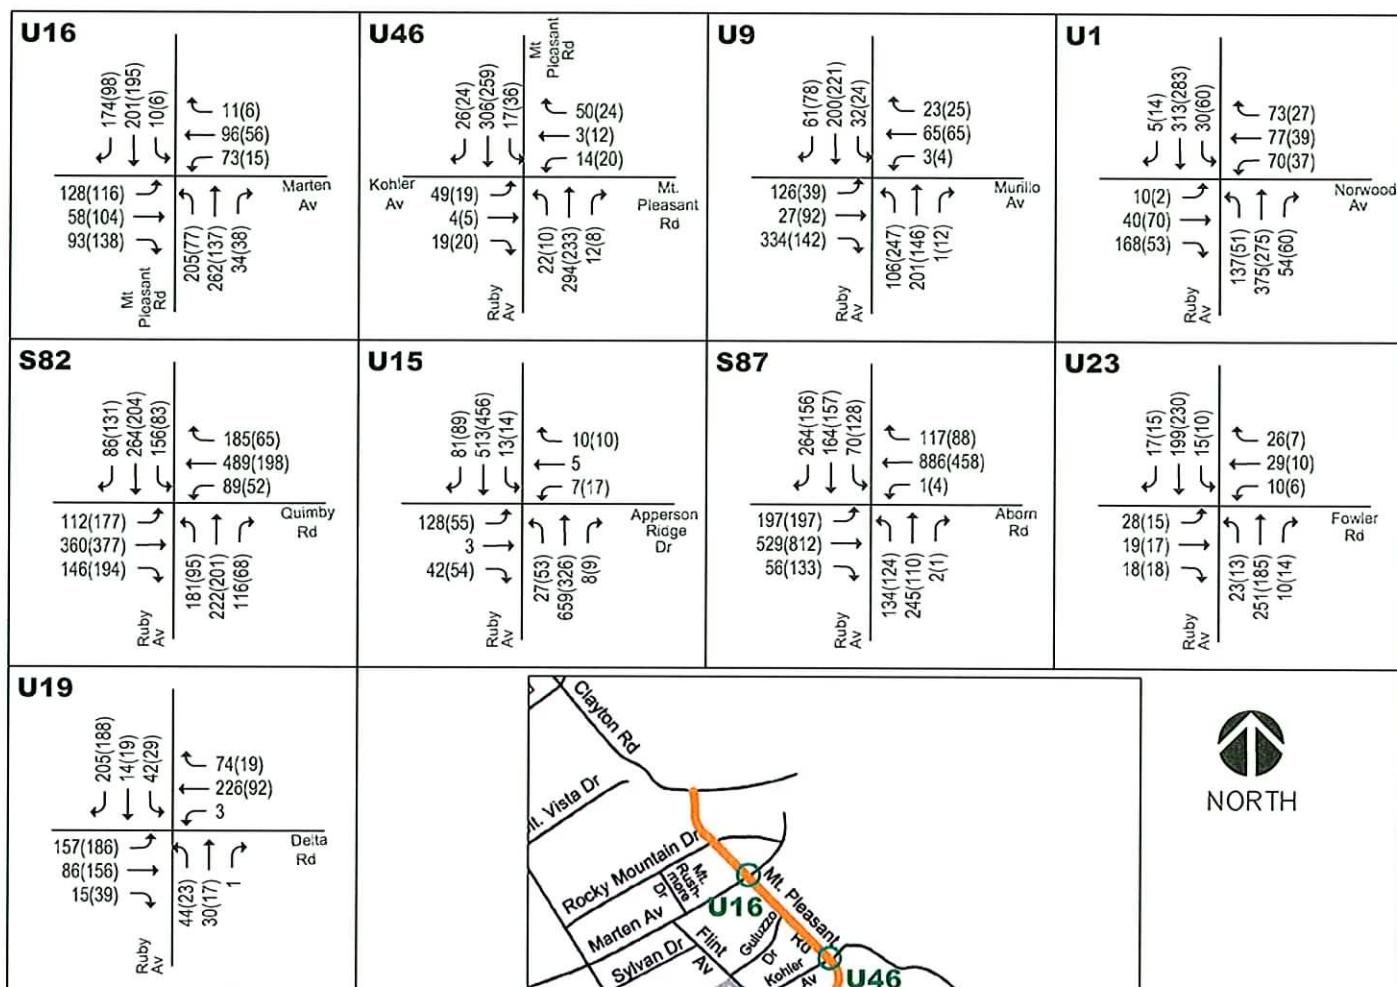 U16
174(98)
201(195)
10(6)
11(6)
96(56)
73(15)
128(116)
58(104)
93(138)
205(77)
262(137)
34(38)
Marten
Av
Mt
Pleasant
Rd
U46
Mt
Pleasant
Rd
26(24)
306(259)
17(36)
50(24)
3(12)
14(20)
Kohler
Av
49(19)
4(5)
19(20)
22(10)
294(233)
12(8)
Mt.
Pleasant
Rd
Ruby
Av
U9
61(78)
200(221)
32(24)
23(25)
65(65)
3(4)
126(39)
27(92)
334(142)
106(247)
201(146)
1(12)
Murillo
Av
Ruby
Av
U1
5(14)
313(283)
30(60)
73(27)
77(39)
70(37)
10(2)
40(70)
168(53)
137(51)
375(275)
54(60)
Norwood
Av
Ruby
Av
S82
86(131)
264(204)
156(83)
185(65)
489(198)
89(52)
112(177)
360(377)
146(194)
181(95)
222(201)
116(68)
Quimby
Rd
Ruby
Av
U15
81(89)
513(456)
13(14)
10(10)
5
7(17)
128(55)
3
42(54)
27(53)
659(326)
8(9)
Apperson
Ridge
Dr
Ruby
Av
S87
264(156)
164(157)
70(128)
117(88)
886(458)
1(4)
197(197)
529(812)
56(133)
134(124)
245(110)
2(1)
Aborn
Rd
Ruby
Av
U23
17(15)
199(230)
15(10)
26(7)
29(10)
10(6)
28(15)
19(17)
18(18)
23(13)
251(185)
10(14)
Fowler
Rd
Ruby
Av
U19
205(188)
14(19)
42(29)
74(19)
226(92)
3
157(186)
86(156)
15(39)
44(23)
30(17)
1
Delta
Rd
Ruby
Av
Clayton Rd
Vista Dr
Rocky Mountain Dr
Mt.
Rush-
more
Dr
Marten Av
U16
Mt. Pleasant
Rd
Sylvan Dr
Flint
Av
Guluzzo
Dr
Kohler
Av
U46
NORTH